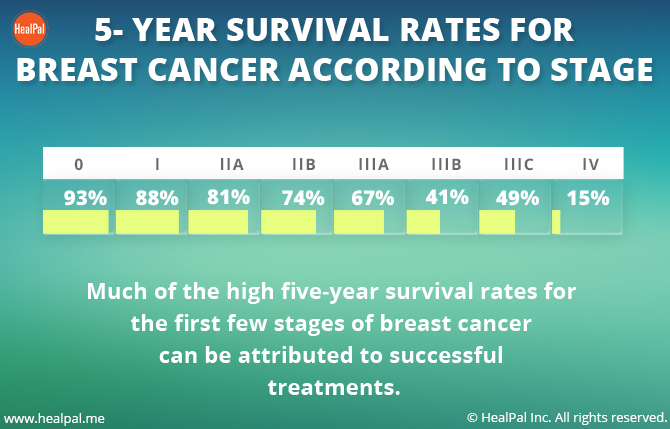 HealPal
5- YEAR SURVIVAL RATES FOR
BREAST CANCER ACCORDING TO STAGE
0 I IIA IIB IIIA IIIB IIIC IV
93% 88% 81% 74% 67% 41% 49% 15%
Much of the high five-year survival rates for
the first few stages of breast cancer
can be attributed to successful
treatments.
www.healpal.me © HealPal Inc. All rights reserved.